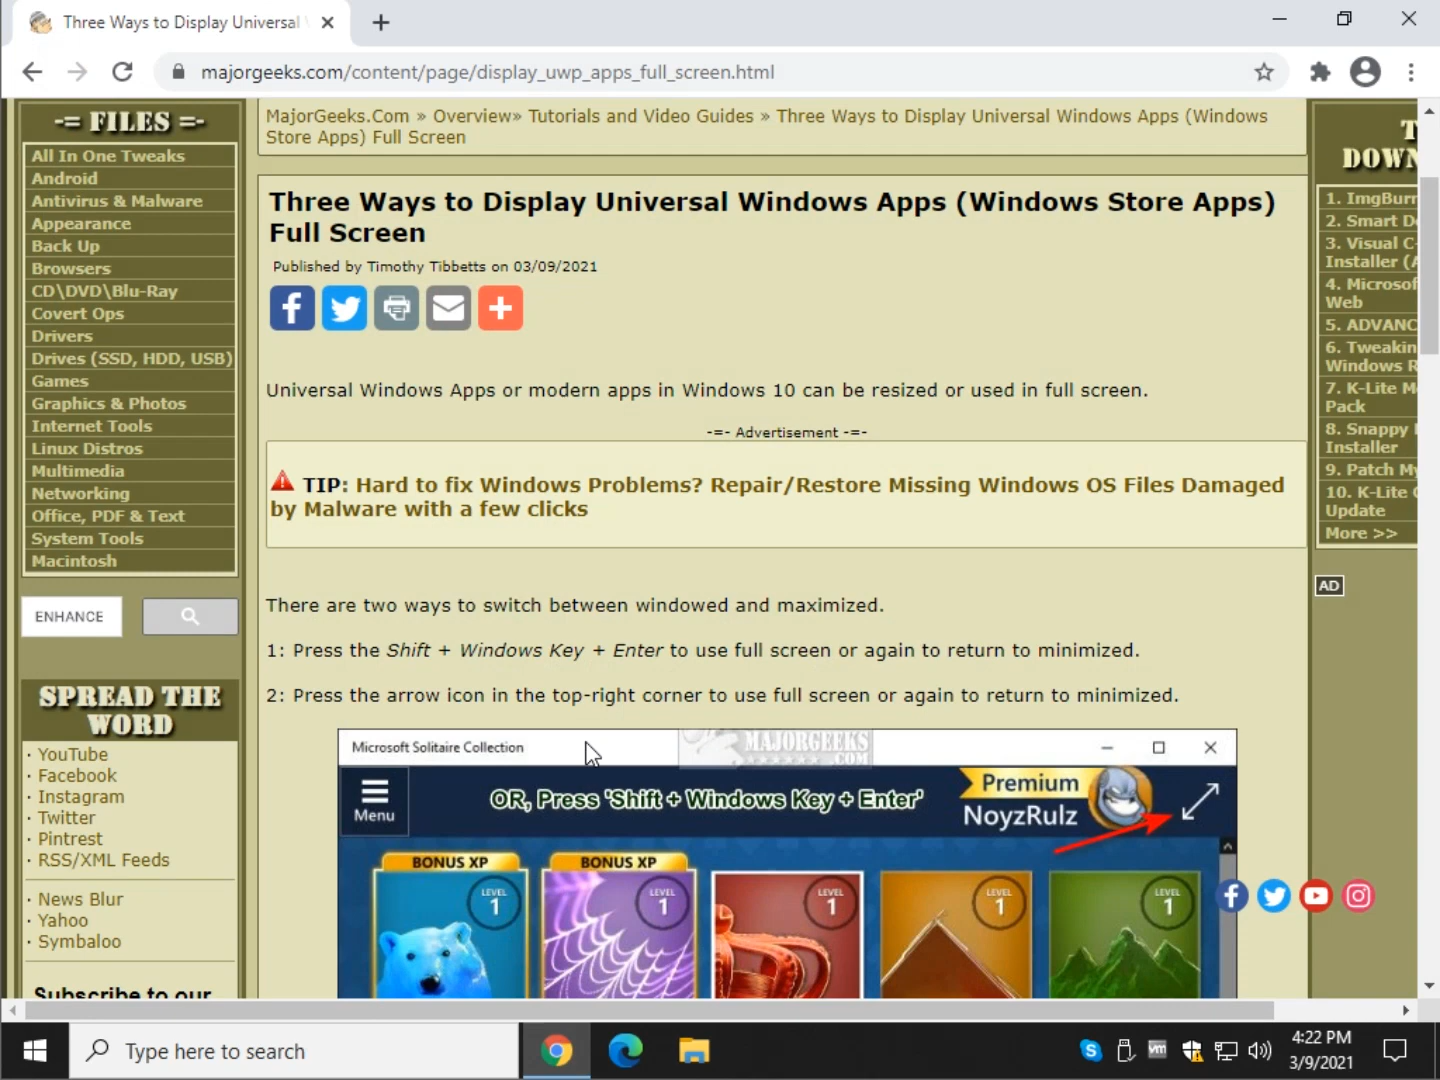 Three Ways to Display Universal
majorgeeks.com/content/page/display_uwp_apps_full_screen.html
-= FILES =-
All In One Tweaks
Android
Antivirus & Malware
Appearance
Back Up
Browsers
CD\DVD\Blu-Ray
Covert Ops
Drivers
Drives (SSD, HDD, USB)
Games
Graphics & Photos
Internet Tools
Linux Distros
Multimedia
Networking
Office, PDF & Text
System Tools
Macintosh
ENHANCE
SPREAD THE
WORD
· YouTube
· Facebook
· Instagram
· Twitter
· Pintrest
· RSS/XML Feeds
· News Blur
· Yahoo
· Symbaloo
Subscribe to our
MajorGeeks.Com » Overview» Tutorials and Video Guides » Three Ways to Display Universal Windows Apps (Windows
Store Apps) Full Screen
Three Ways to Display Universal Windows Apps (Windows Store Apps)
Full Screen
Published by Timothy Tibbetts on 03/09/2021
Universal Windows Apps or modern apps in Windows 10 can be resized or used in full screen.
-=- Advertisement -=-
TIP: Hard to fix Windows Problems? Repair/Restore Missing Windows OS Files Damaged
by Malware with a few clicks
There are two ways to switch between windowed and maximized.
1: Press the Shift + Windows Key + Enter to use full screen or again to return to minimized.
2: Press the arrow icon in the top-right corner to use full screen or again to return to minimized.
Microsoft Solitaire Collection
MAJORGEEKS
.COM
Menu
OR, Press 'Shift + Windows Key + Enter'
Premium
NoyzRulz
BONUS XP
BONUS XP
LEVEL
1
LEVEL
1
LEVEL
1
LEVEL
1
LEVEL
1
DOWN
1. ImgBurn
2. Smart
3. Visual C
Installer (A
4. Microsof
Web
5. ADVANC
6. Tweakin
Windows R
7. K-Lite M
Pack
8. Snappy
Installer
9. Patch My
10. K-Lite
Update
More >>
AD
Type here to search
vm
4:22 PM
3/9/2021